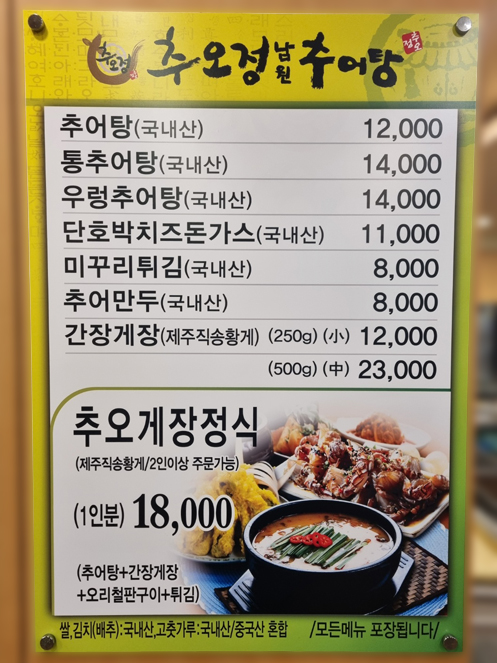 추오정
추오정 남원 추어탕
추오정
추어탕(국내산) 12,000
통추어탕(국내산) 14,000
우렁추어탕(국내산) 14,000
단호박치즈돈가스(국내산) 11,000
미꾸리튀김(국내산) 8,000
추어만두(국내산) 8,000
간장게장(제주직송황게) (250g) (小) 12,000
(500g) (中) 23,000
추오게장정식
(제주직송황게/2인이상 주문가능)
(1인분) 18,000
(추어탕+간장게장
+오리철판구이+튀김)
쌀,김치(배추):국내산,고춧가루:국내산/중국산 혼합 /모든메뉴 포장됩니다/